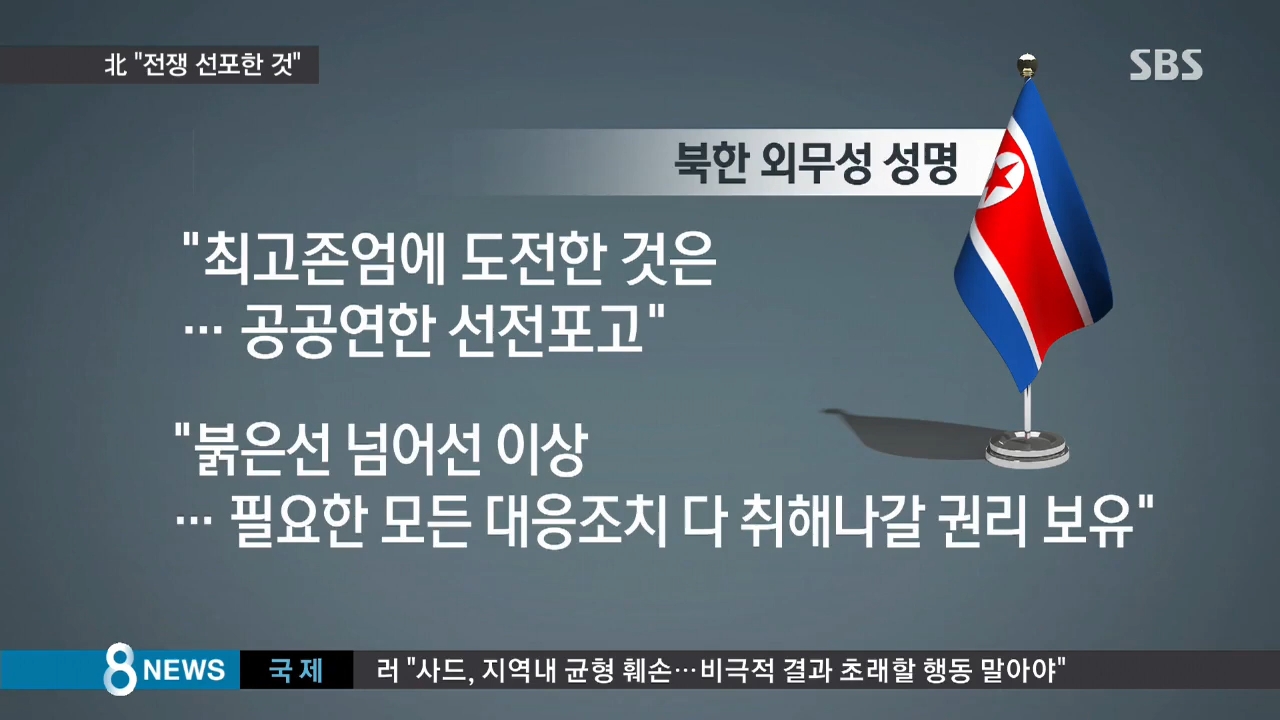 北 "전쟁 선포한 것"
SBS
북한 외무성 성명
"최고존엄에 도전한 것은
… 공공연한 선전포고"
"붉은선 넘어선 이상
… 필요한 모든 대응조치 다 취해나갈 권리 보유"
8 NEWS 국제 러 "사드, 지역내 균형 훼손…비극적 결과 초래할 행동 말아야"